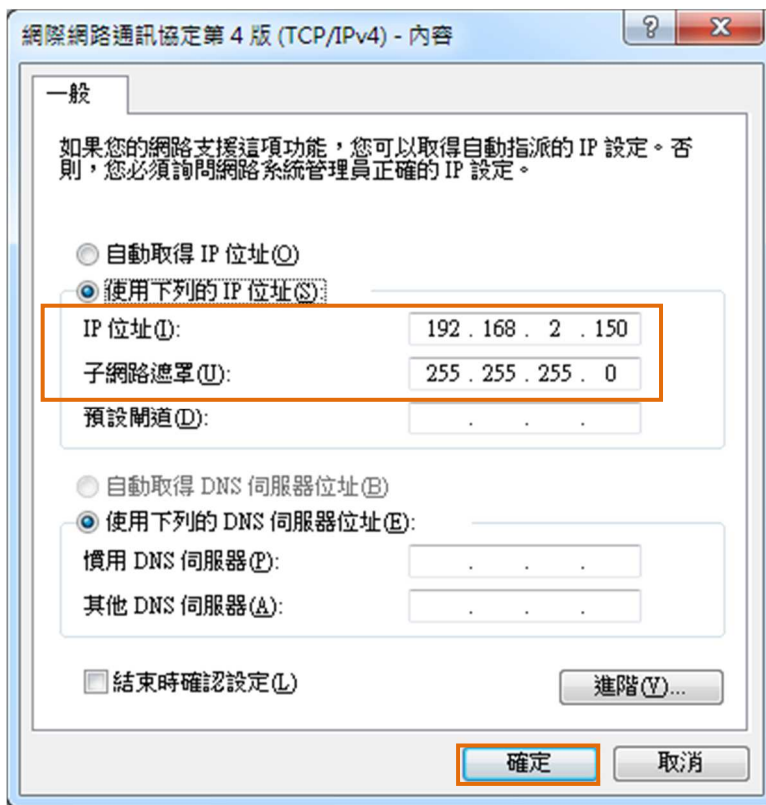 網際網路通訊協定第 4 版 (TCP/IPv4) - 內容
一般
如果您的網路支援這項功能，您可以取得自動指派的 IP 設定。否
則，您必須詢問網路系統管理員正確的 IP 設定。
自動取得 IP 位址(O)
使用下列的 IP 位址(S):
IP 位址(I): 192 . 168 . 2 . 150
子網路遮罩(U): 255 . 255 . 255 . 0
預設閘道(D): . . .
自動取得 DNS 伺服器位址(B)
使用下列的 DNS 伺服器位址(E):
慣用 DNS 伺服器(P): . . .
其他 DNS 伺服器(A): . . .
結束時確認設定(L)
進階(V)...
確定 取消